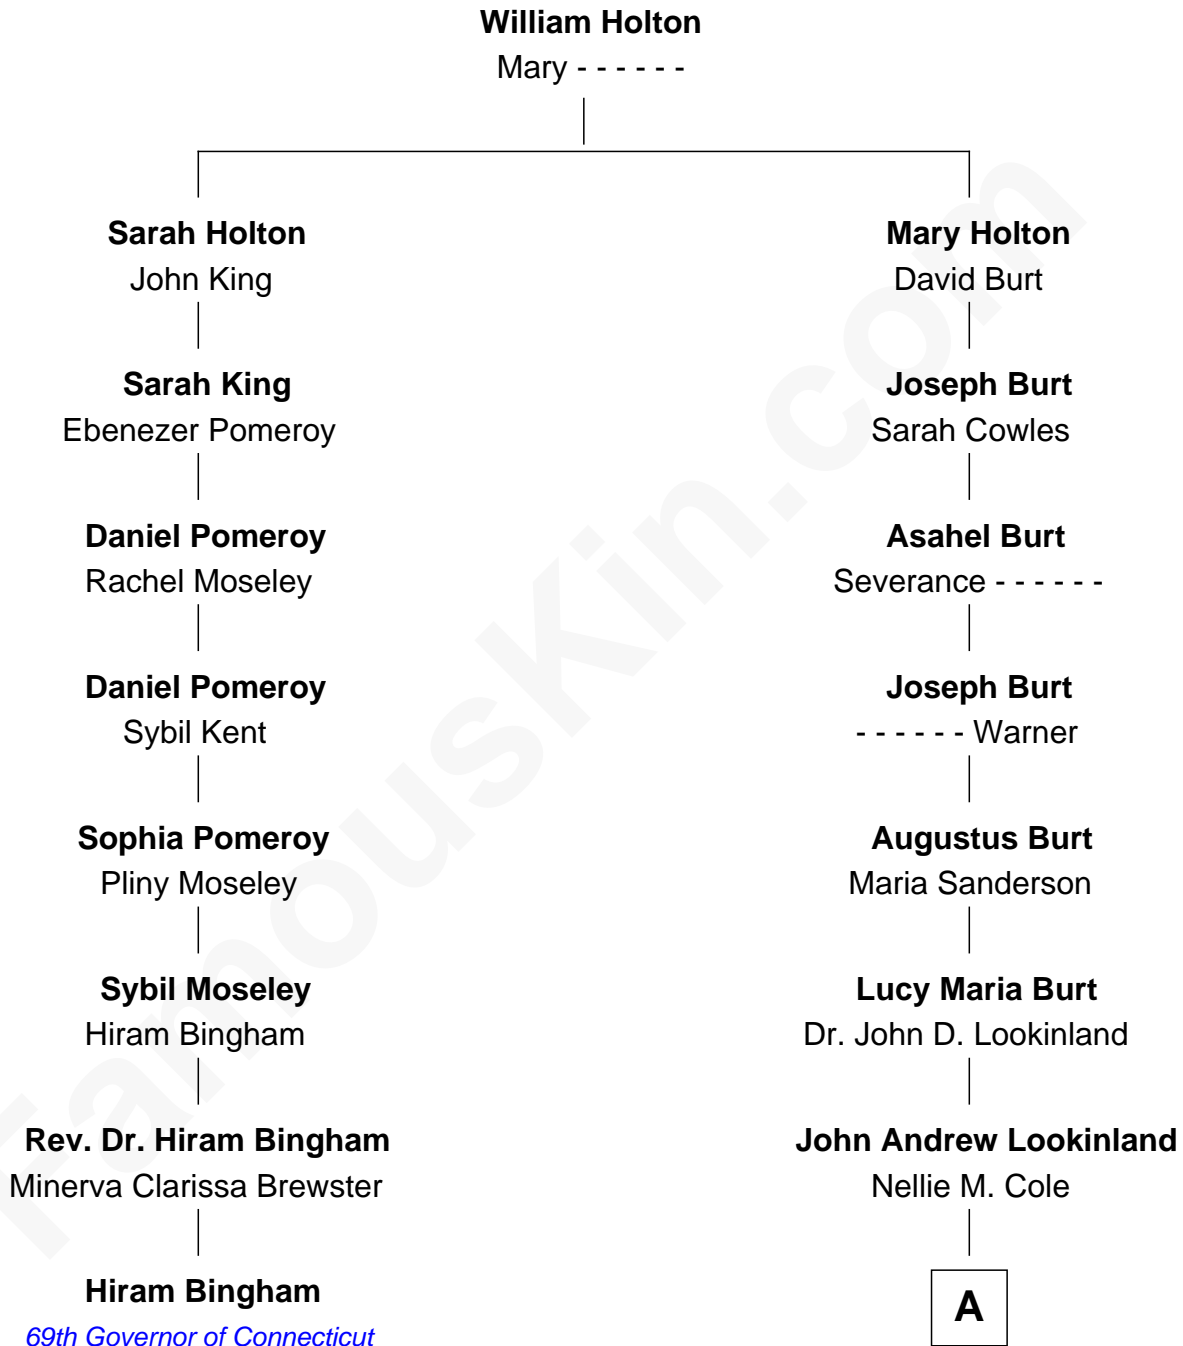 William Holton
Mary - - - - - -
Sarah Holton
John King
Mary Holton
David Burt
Sarah King
Ebenezer Pomeroy
Joseph Burt
Sarah Cowles
Daniel Pomeroy
Rachel Moseley
Asahel Burt
Severance - - - - - -
Daniel Pomeroy
Sybil Kent
Joseph Burt
- - - - - - Warner
Sophia Pomeroy
Pliny Moseley
Augustus Burt
Maria Sanderson
Sybil Moseley
Hiram Bingham
Lucy Maria Burt
Dr. John D. Lookinland
Rev. Dr. Hiram Bingham
Minerva Clarissa Brewster
John Andrew Lookinland
Nellie M. Cole
Hiram Bingham
69th Governor of Connecticut
A
FamousKin.com